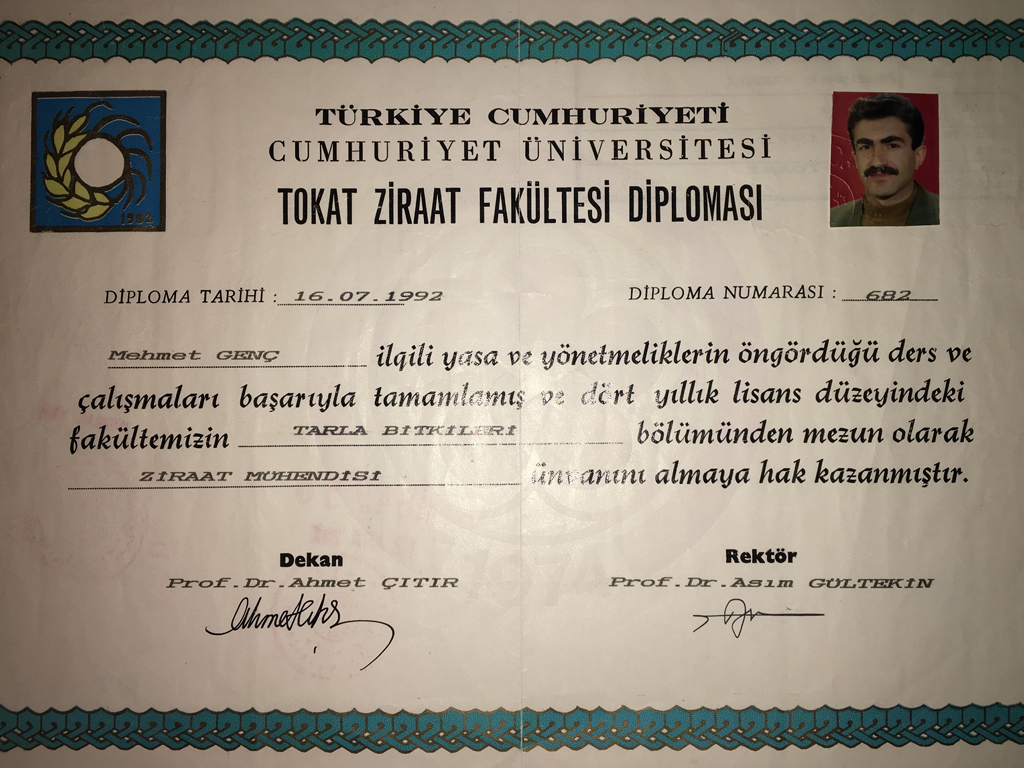 TÜRKİYE CUMHURİYETİ
CUMHURİYET ÜNİVERSİTESİ
TOKAT ZİRAAT FAKÜLTESİ DİPLOMASI
1982
DİPLOMA TARİHİ : 16.07.1992
DİPLOMA NUMARASI : 682
Mehmet GENÇ ilgili yasa ve yönetmeliklerin öngördüğü ders ve
çalışmaları başarıyla tamamlamış ve dört yıllık lisans düzeyindeki
fakültemizin TARLA BİTKİLERİ bölümünden mezun olarak
ZİRAAT MÜHENDİSİ ünvanını almaya hak kazanmıştır.
Dekan
Prof.Dr.Ahmet ÇITIR
Rektör
Prof.Dr.Asım GÜLTEKİN